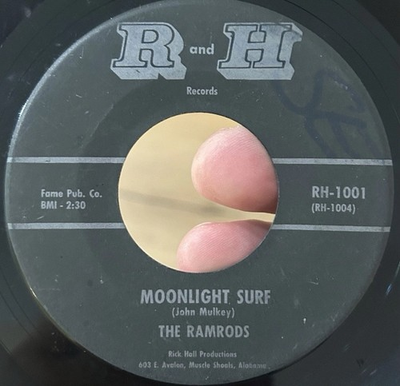 R and H
Records
Fame Pub. Co.
BMI - 2:30
RH-1001
(RH-1004)
MOONLIGHT SURF
(John Mulkey)
THE RAMRODS
Rick Hall Productions
603 E. Avalon, Muscle Shoals, Alabama